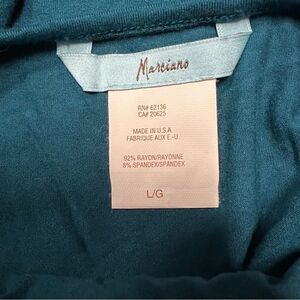 Marciano
RN# 62136
CA# 20625
MADE IN U.S.A
FABRIQUE AUX E.-U.
92% RAYON/RAYONNE
8% SPANDEX/SPANDEX
L/G